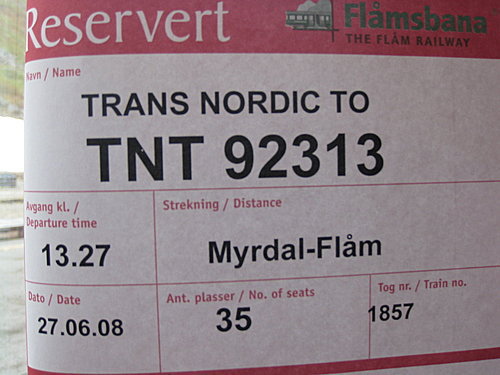 Reservert
Flåmsbana
THE FLÅM RAILWAY
Navn / Name
TRANS NORDIC TO
TNT 92313
Avgang kl. /
Departure time
13.27
Strekning / Distance
Myrdal-Flåm
Dato / Date
27.06.08
Ant. plasser / No. of seats
35
Tog nr. / Train no.
1857